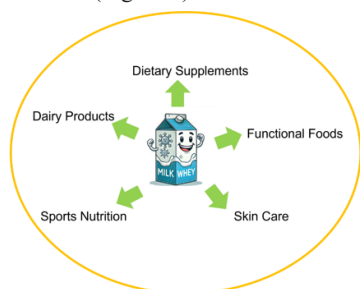 Dietary Supplements
Dairy Products
Functional Foods
MILK WHEY
Sports Nutrition
Skin Care